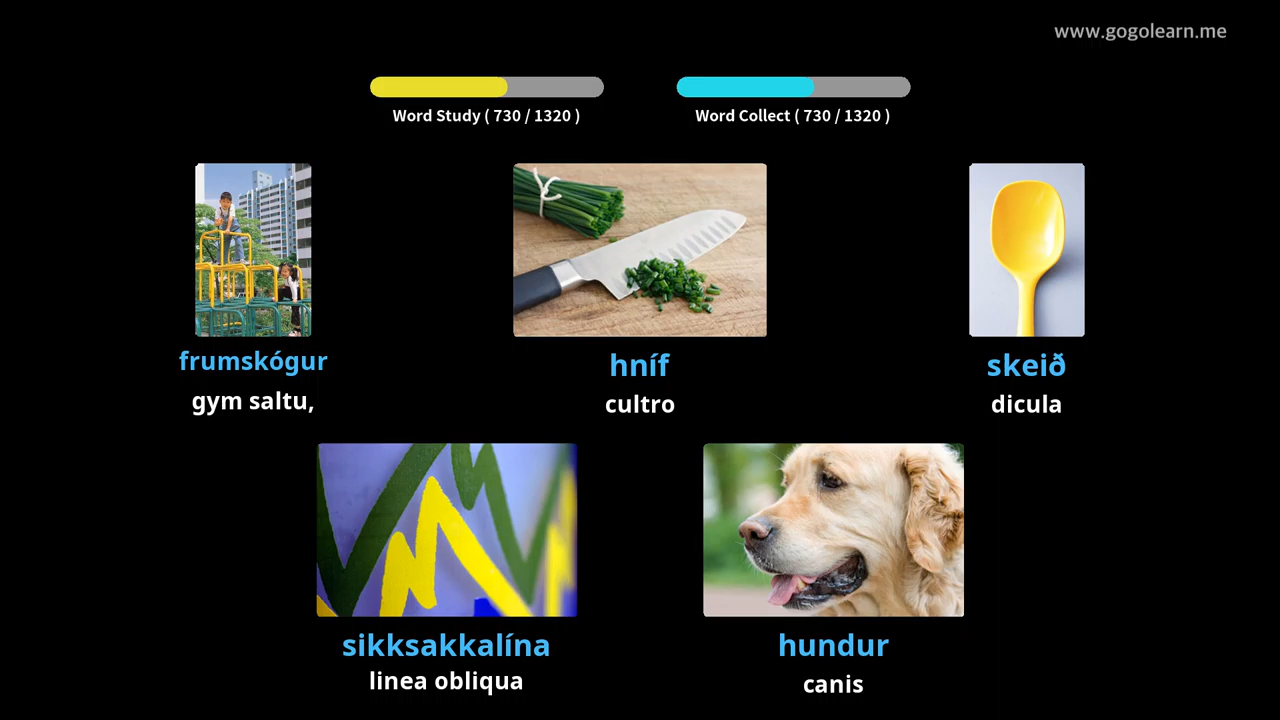 www.gogolearn.me
Word Study ( 730 / 1320 )
Word Collect ( 730 / 1320 )
frumskógur
gym saltu,
hníf
cultro
skeið
dicula
sikksakkalína
linea obliqua
hundur
canis